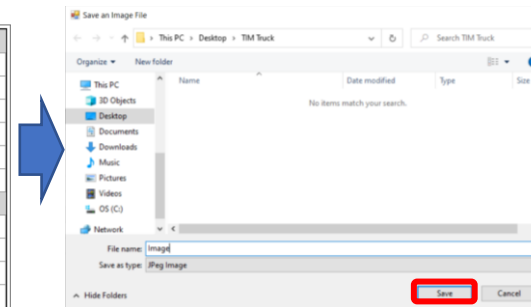 Save an Image File
This PC > Desktop > TIM Truck
Search TIM Truck
Organize
New folder
Name
Date modified
Type
Size
This PC
3D Objects
Desktop
Documents
Downloads
Music
Pictures
Videos
OS (C:)
Network
No items match your search.
File name: Image
Save as type: JPeg Image
Hide Folders
Save
Cancel